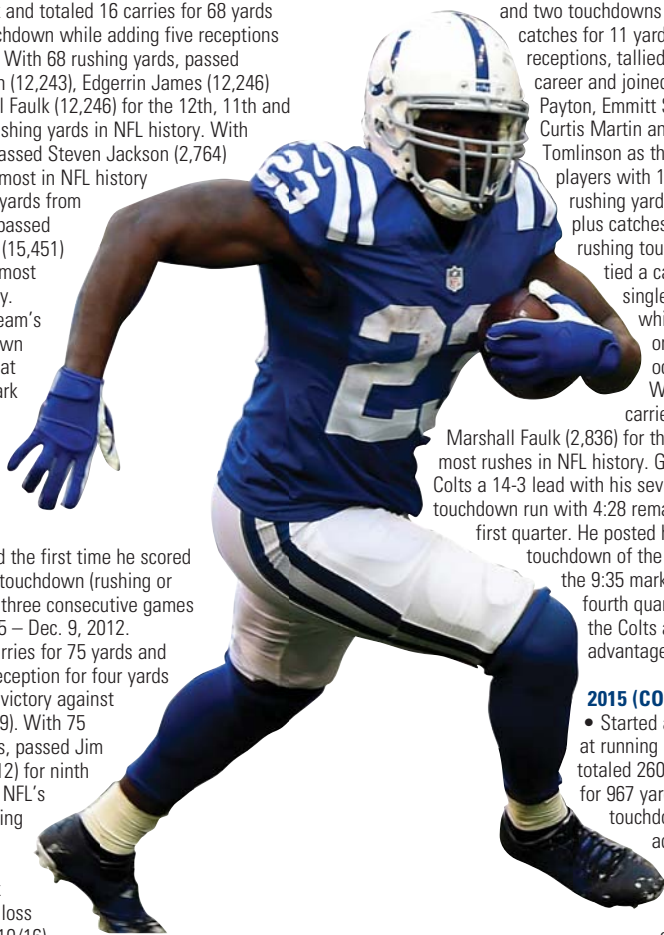 and totaled 16 carries for 68 yards
chdown while adding five receptions
With 68 rushing yards, passed
(12,243), Edgerrin James (12,246)
Faulk (12,246) for the 12th, 11th and
shing yards in NFL history. With
assed Steven Jackson (2,764)
most in NFL history
yards from
passed
(15,451)
most
y.
eam's
wn
at
ark
d the first time he scored
touchdown (rushing or
three consecutive games
5 – Dec. 9, 2012.
rries for 75 yards and
eception for four yards
victory against
9). With 75
s, passed Jim
12) for ninth
NFL's
ing
loss
and two touchdowns
catches for 11 yard
receptions, tallied
career and joined
Payton, Emmitt S
Curtis Martin an
Tomlinson as th
players with 1
rushing yard
plus catches
rushing tou
tied a ca
single
whi
or
oc
W
carrie
Marshall Faulk (2,836) for th
most rushes in NFL history. G
Colts a 14-3 lead with his sev
touchdown run with 4:28 rema
first quarter. He posted h
touchdown of the
the 9:35 mark
fourth quar
the Colts a
advantage
2015 (CO
• Started a
at running
totaled 260
for 967 yar
touchdo
ac
23
23
NFL